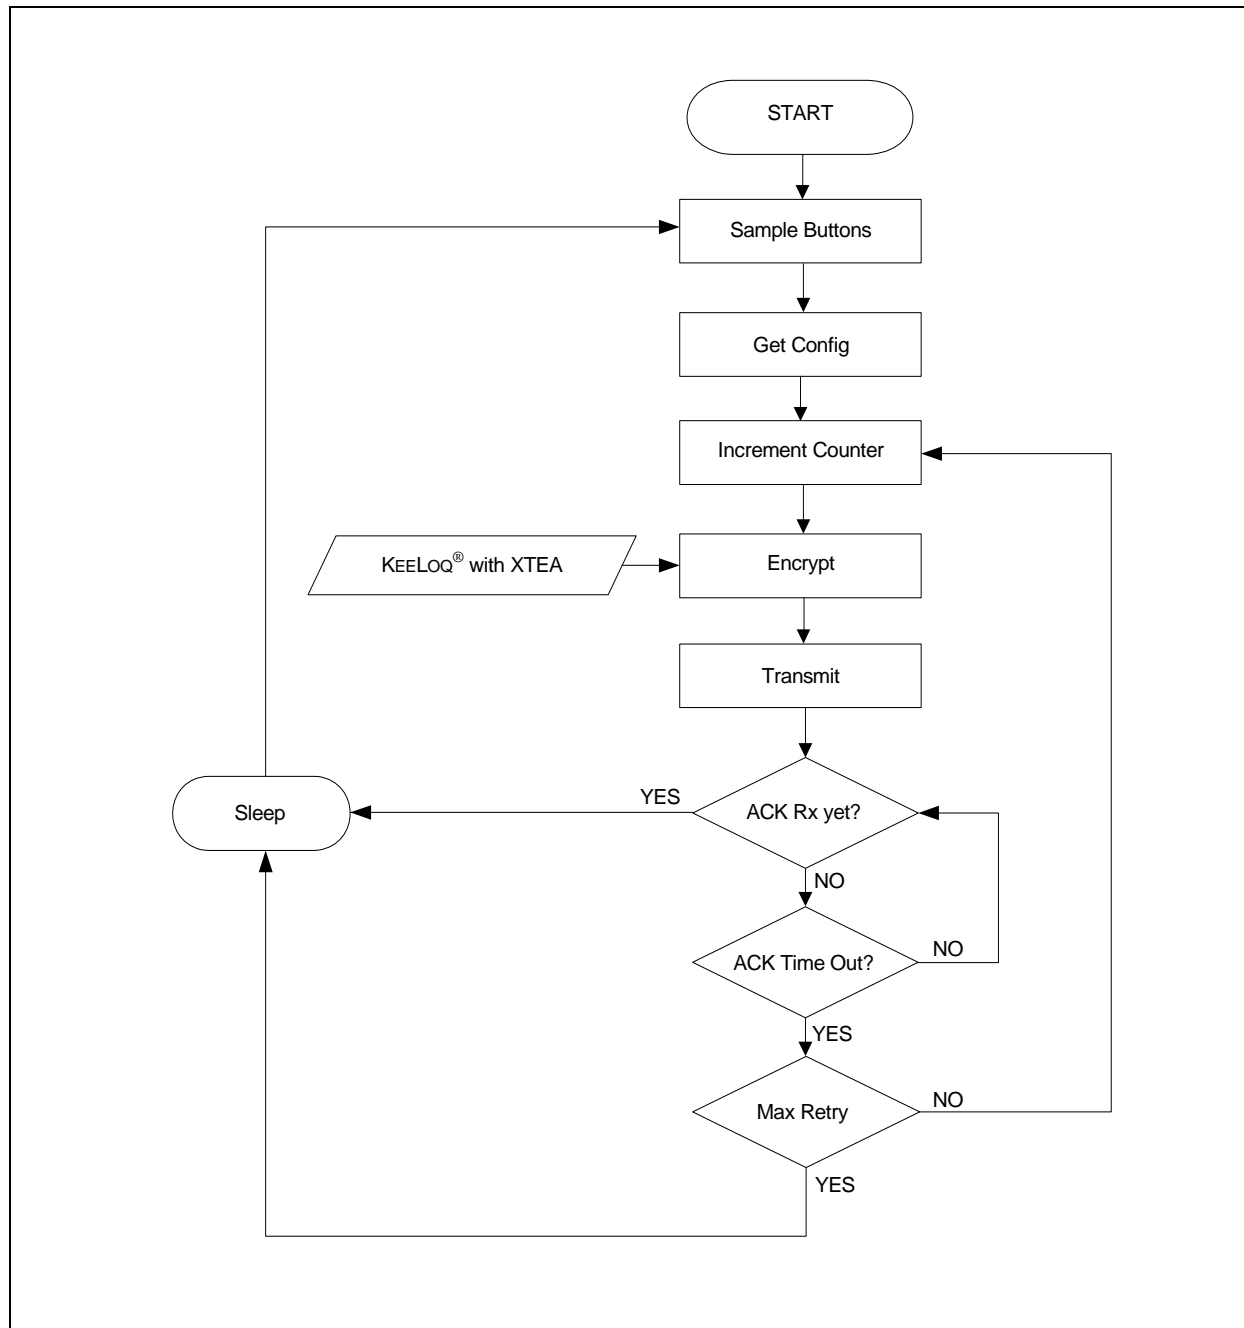 START
Sample Buttons
Get Config
Increment Counter
KEELOQ® with XTEA
Encrypt
Transmit
YES
ACK Rx yet?
Sleep
NO
ACK Time Out?
NO
YES
Max Retry
NO
YES